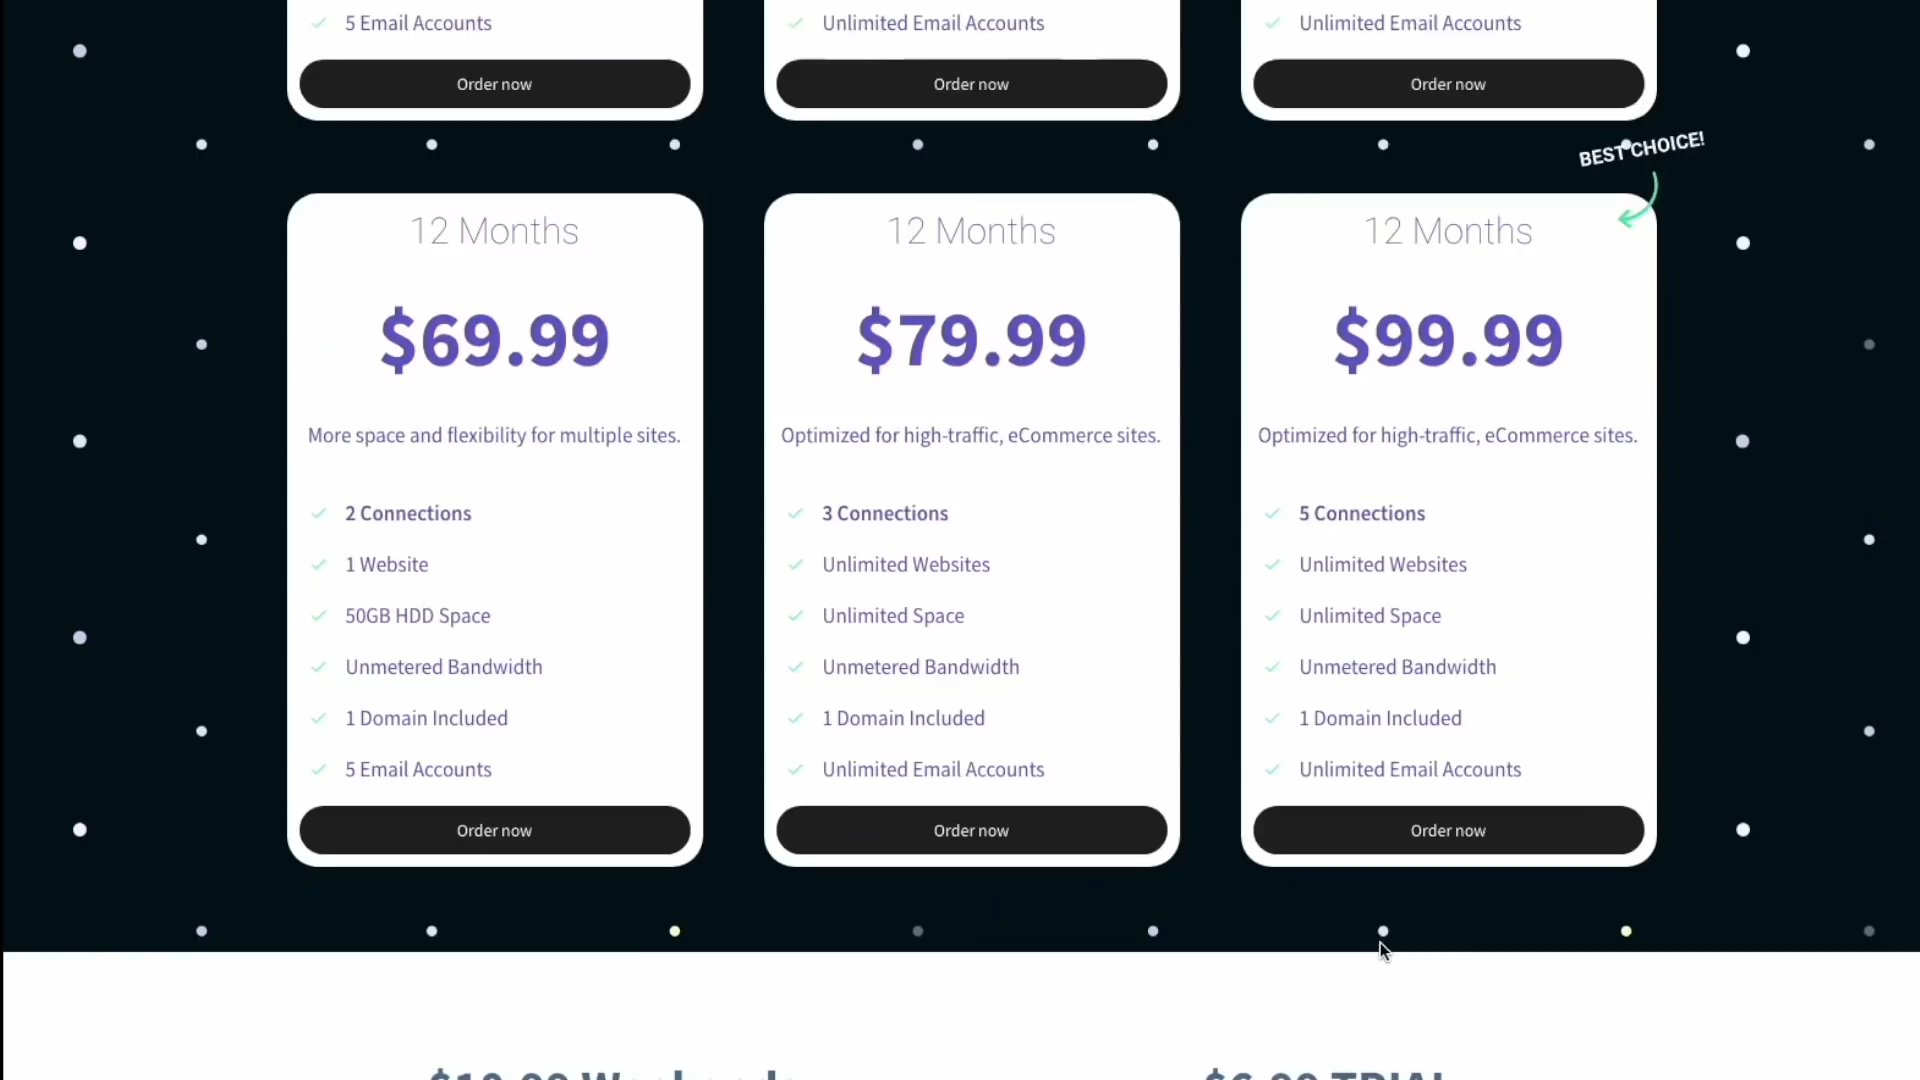 5 Email Accounts
Unlimited Email Accounts
Unlimited Email Accounts
Order now
Order now
Order now
BEST CHOICE!
12 Months
$69.99
More space and flexibility for multiple sites.
2 Connections
1 Website
50GB HDD Space
Unmetered Bandwidth
1 Domain Included
5 Email Accounts
Order now
12 Months
$79.99
Optimized for high-traffic, eCommerce sites.
3 Connections
Unlimited Websites
Unlimited Space
Unmetered Bandwidth
1 Domain Included
Unlimited Email Accounts
Order now
12 Months
$99.99
Optimized for high-traffic, eCommerce sites.
5 Connections
Unlimited Websites
Unlimited Space
Unmetered Bandwidth
1 Domain Included
Unlimited Email Accounts
Order now
TRIAL